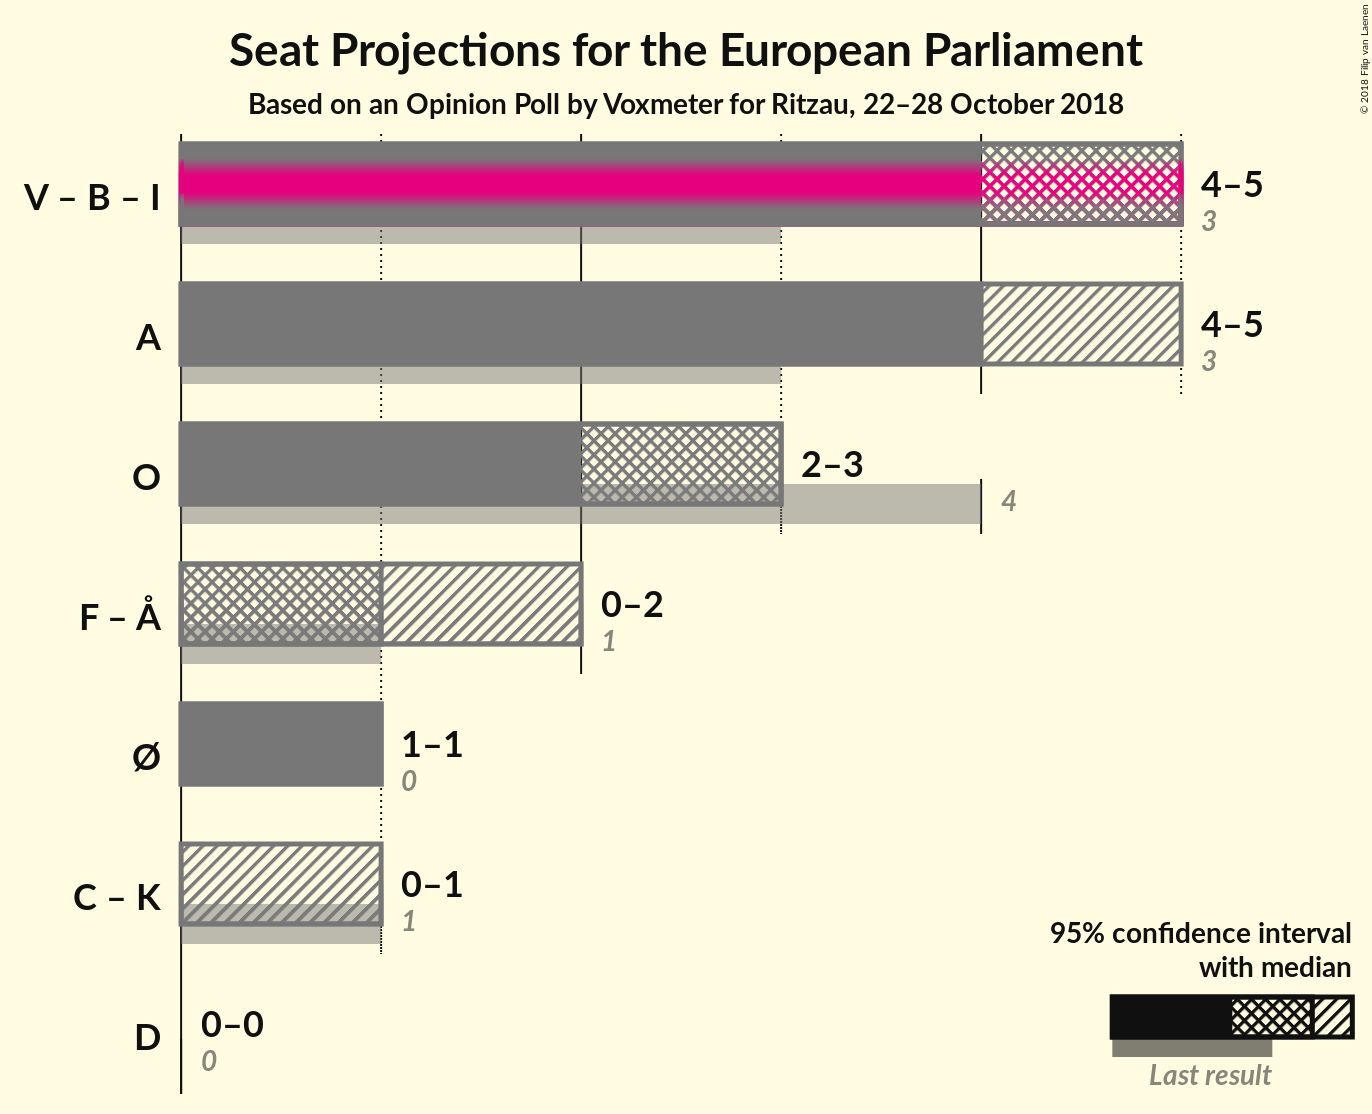 Seat Projections for the European Parliament
Based on an Opinion Poll by Voxmeter for Ritzau, 22–28 October 2018
© 2018 Filip van Laenen
V – B – I
4–5
3
A
4–5
3
O
2–3
4
F – Å
0–2
1
Ø
1–1
0
C – K
0–1
1
D
0–0
0
95% confidence interval
with median
Last result